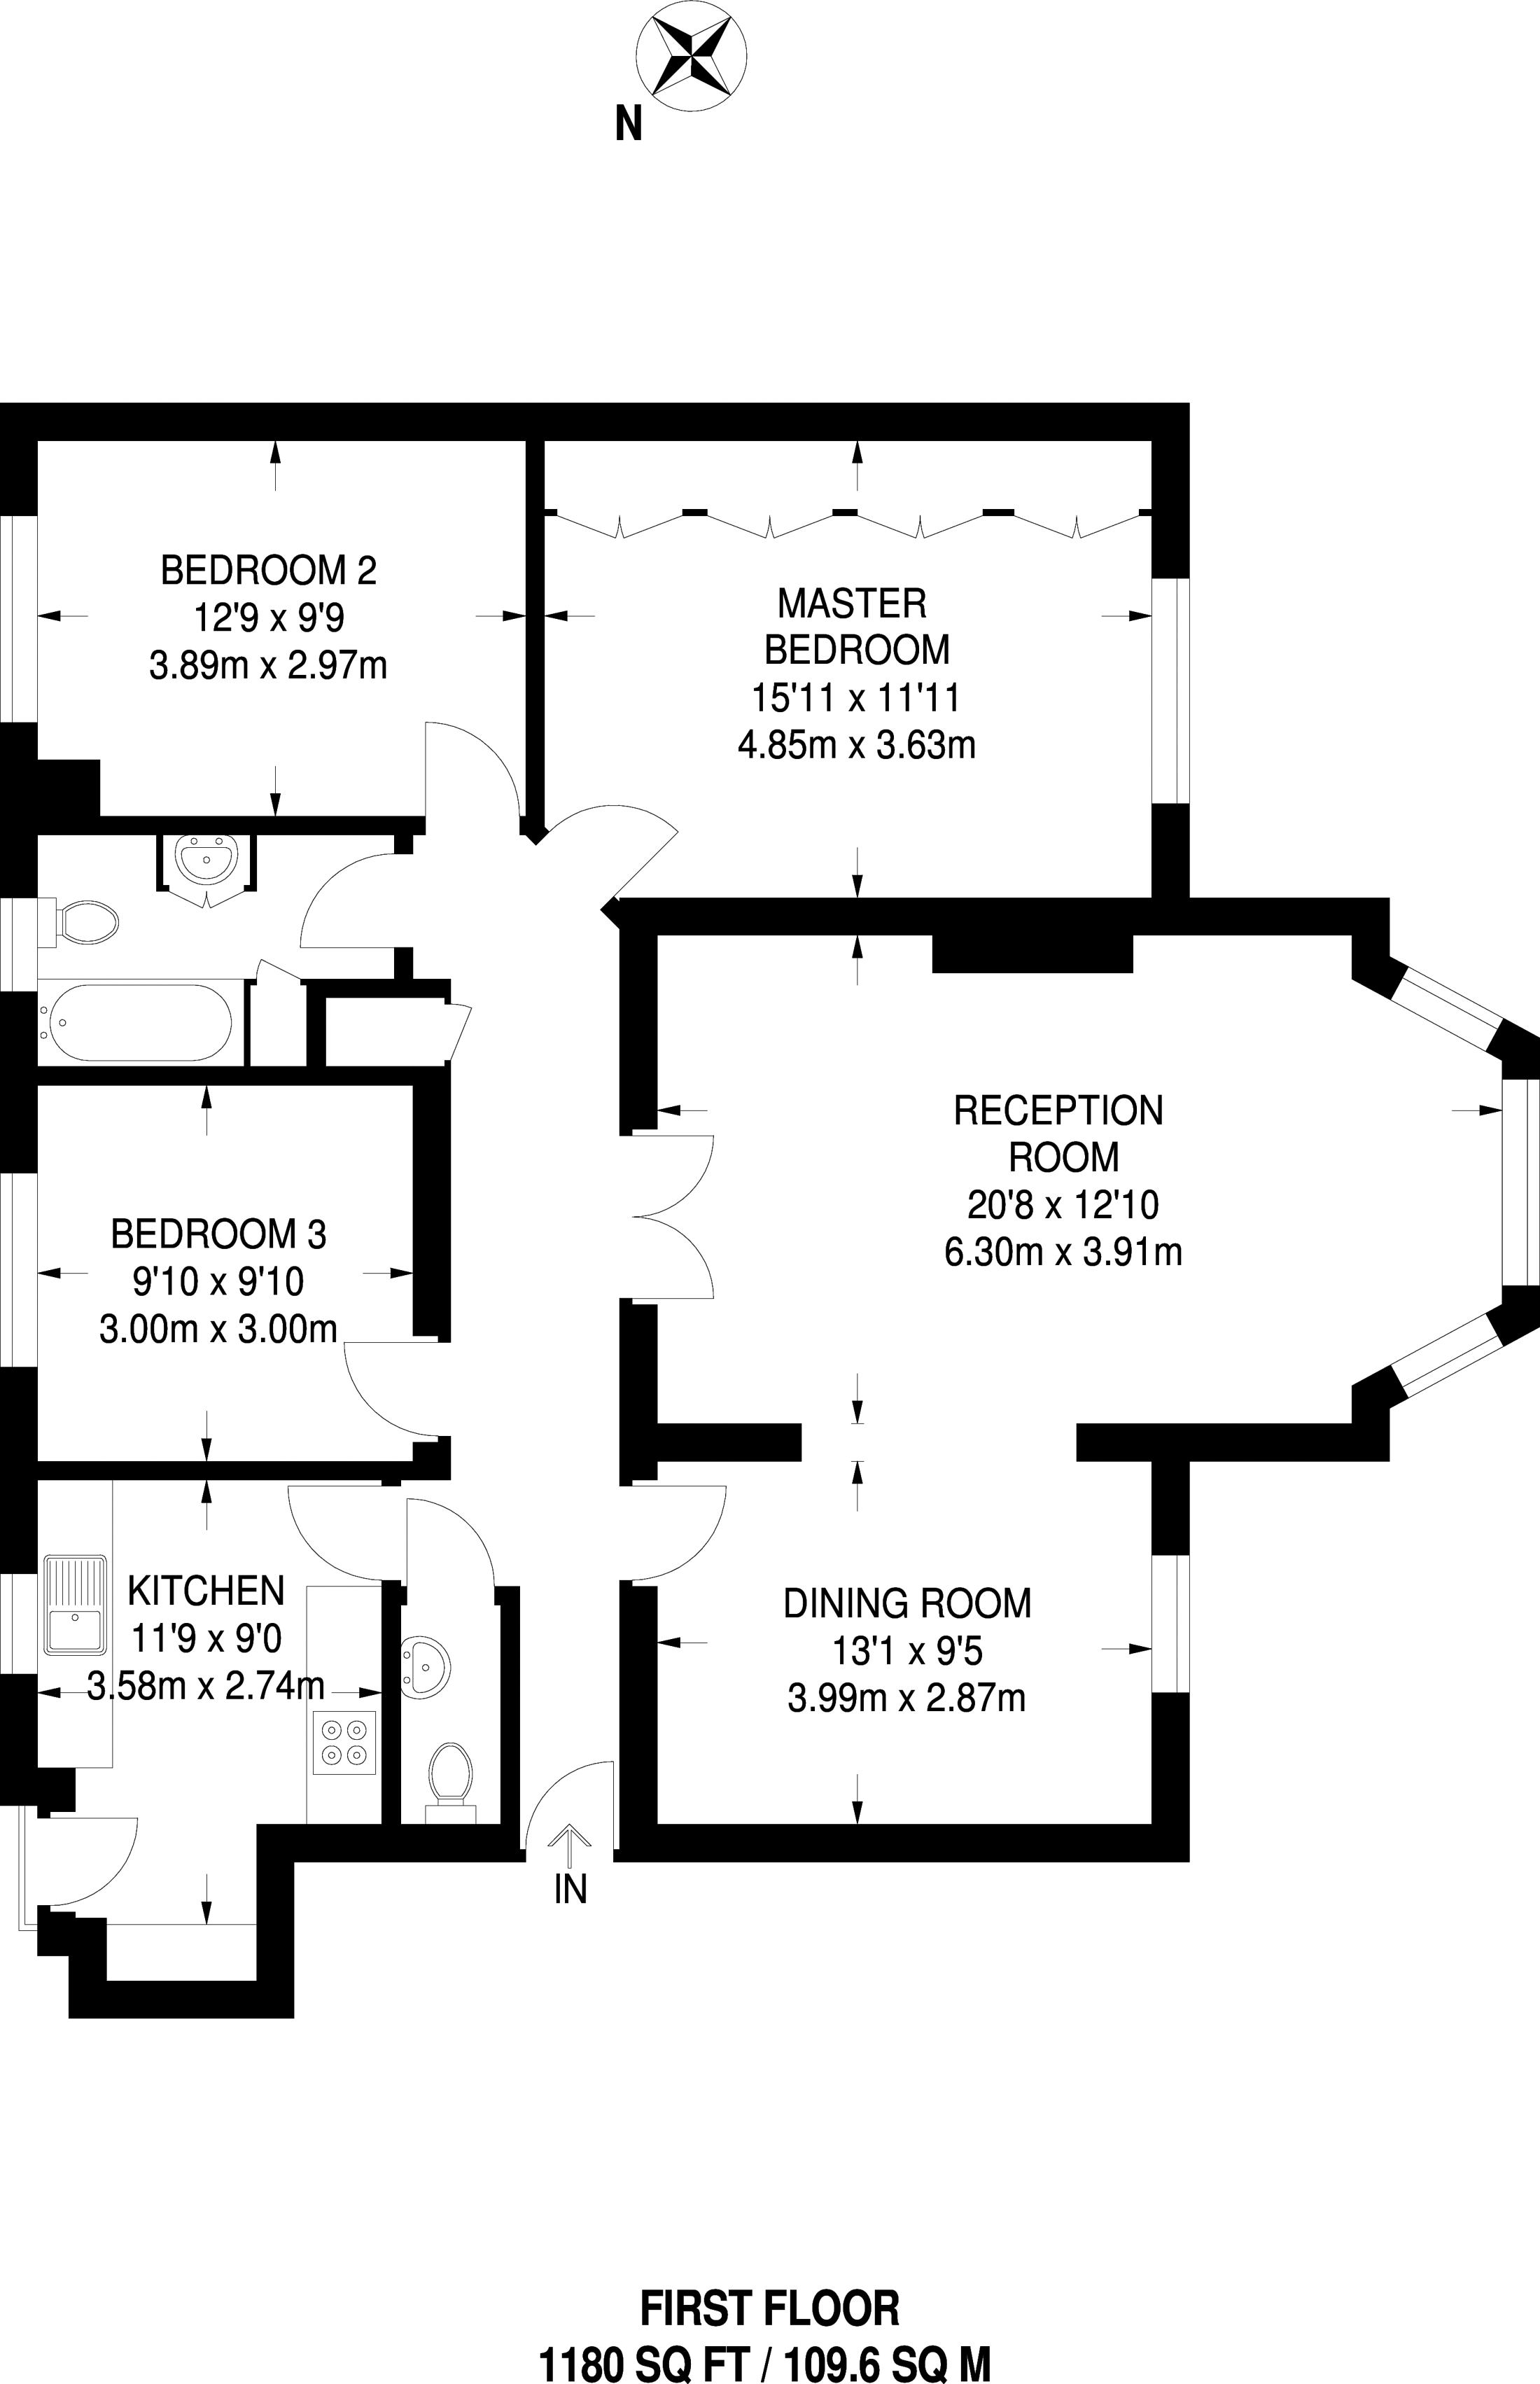 N
BEDROOM 2
12'9 x 9'9
3.89m x 2.97m
MASTER
BEDROOM
15'11 x 11'11
4.85m x 3.63m
RECEPTION
ROOM
20'8 x 12'10
6.30m x 3.91m
BEDROOM 3
9'10 x 9'10
3.00m x 3.00m
KITCHEN
11'9 x 9'0
3.58m x 2.74m
DINING ROOM
13'1 x 9'5
3.99m x 2.87m
IN
FIRST FLOOR
1180 SQ FT / 109.6 SQ M